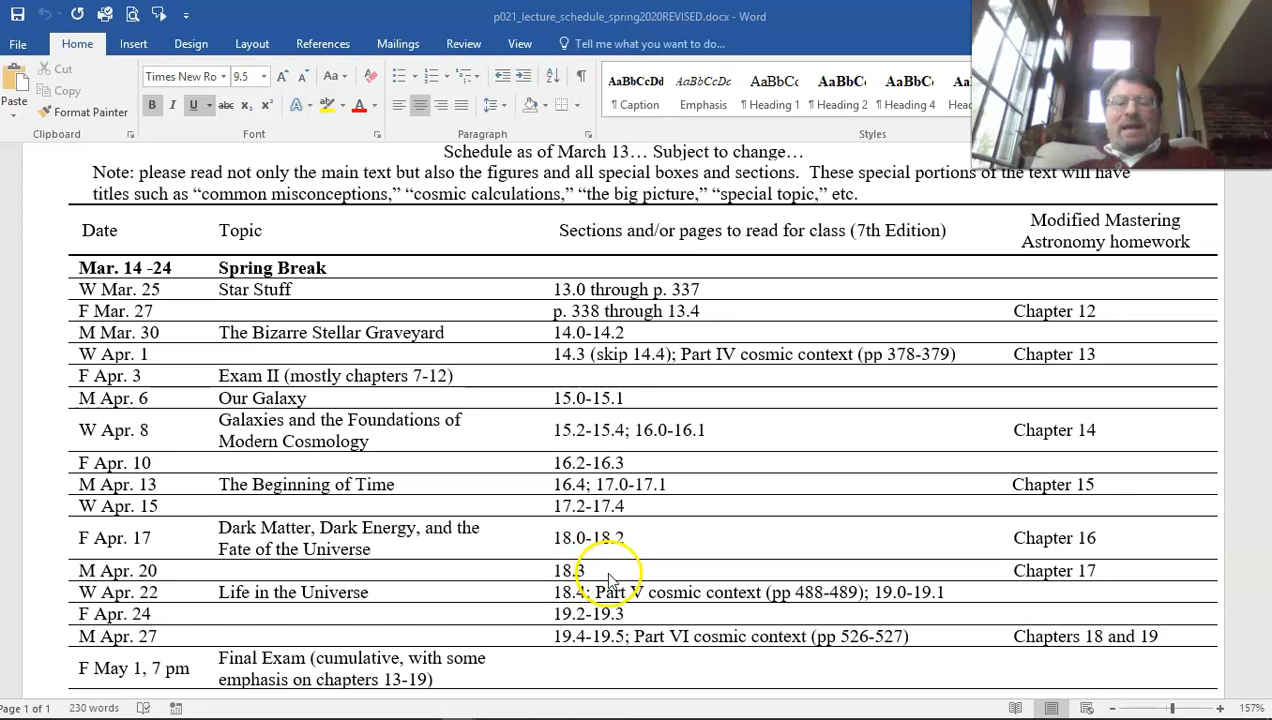 p021_lecture_schedule_spring2020REVISED.docx - Word
File Home Insert Design Layout References Mailings Review View Tell me what you want to do...
Paste Cut Copy Format Painter Times New Ro 9.5 Aa B I U abc x₂ x² A A
AaBbCcDd AaBbCcDc AaBbCc AaBbCc AaBbCcDd
¶ Caption Emphasis ¶ Heading 1 ¶ Heading 2 ¶ Heading 4
Clipboard Font Paragraph Styles
Schedule as of March 13… Subject to change…
Note: please read not only the main text but also the figures and all special boxes and sections. These special portions of the text will have
titles such as “common misconceptions,” “cosmic calculations,” “the big picture,” “special topic,” etc.
Date Topic Sections and/or pages to read for class (7th Edition) Modified Mastering
Astronomy homework
Mar. 14 -24 Spring Break
W Mar. 25 Star Stuff 13.0 through p. 337
F Mar. 27 p. 338 through 13.4 Chapter 12
M Mar. 30 The Bizarre Stellar Graveyard 14.0-14.2
W Apr. 1 14.3 (skip 14.4); Part IV cosmic context (pp 378-379) Chapter 13
F Apr. 3 Exam II (mostly chapters 7-12)
M Apr. 6 Our Galaxy 15.0-15.1
W Apr. 8 Galaxies and the Foundations of
Modern Cosmology 15.2-15.4; 16.0-16.1 Chapter 14
F Apr. 10 16.2-16.3
M Apr. 13 The Beginning of Time 16.4; 17.0-17.1 Chapter 15
W Apr. 15 17.2-17.4
F Apr. 17 Dark Matter, Dark Energy, and the
Fate of the Universe 18.0-18.2 Chapter 16
M Apr. 20 18.3 Chapter 17
W Apr. 22 Life in the Universe 18.4; Part V cosmic context (pp 488-489); 19.0-19.1
F Apr. 24 19.2-19.3
M Apr. 27 19.4-19.5; Part VI cosmic context (pp 526-527) Chapters 18 and 19
F May 1, 7 pm Final Exam (cumulative, with some
emphasis on chapters 13-19)
Page 1 of 1 230 words 157%